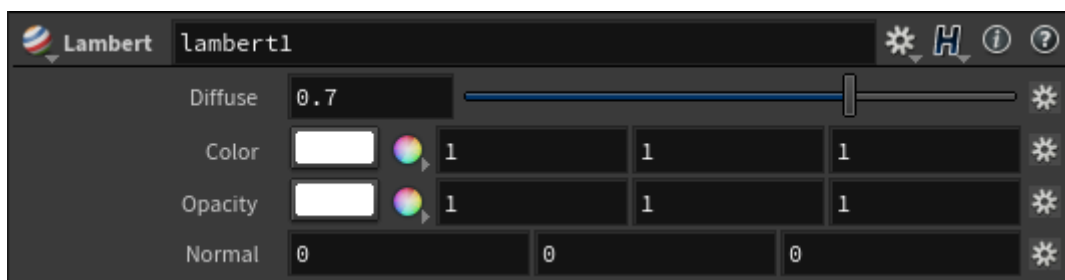 Lambert lambert1 H i ?
Diffuse 0.7
Color 1 1 1
Opacity 1 1 1
Normal 0 0 0